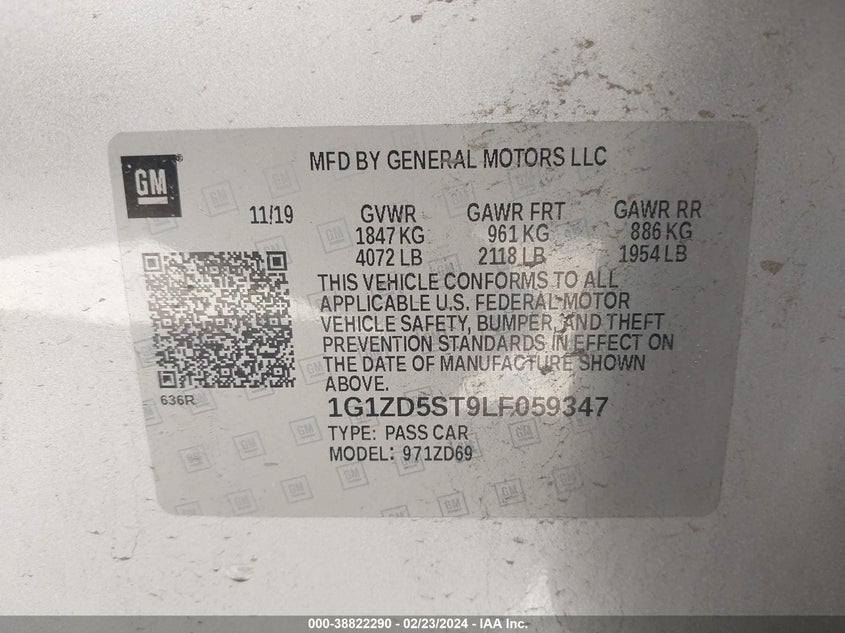 GM
MFD BY GENERAL MOTORS LLC
11/19 GVWR GAWR FRT GAWR RR
1847 KG 961 KG 886 KG
4072 LB 2118 LB 1954 LB
THIS VEHICLE CONFORMS TO ALL
APPLICABLE U.S. FEDERAL MOTOR
VEHICLE SAFETY, BUMPER, AND THEFT
PREVENTION STANDARDS IN EFFECT ON
THE DATE OF MANUFACTURE SHOWN
ABOVE.
636R
1G1ZD5ST9LF059347
TYPE: PASS CAR
MODEL: 971ZD69
000-38822290 - 02/23/2024 - IAA Inc.